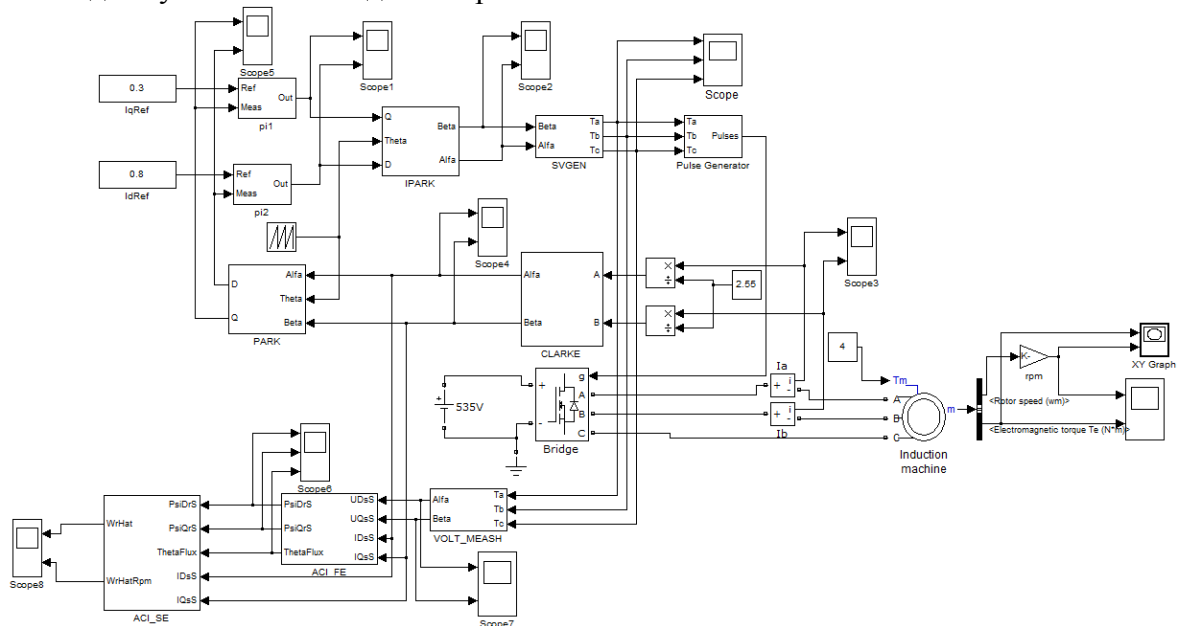 Scope5
Scope1
Scope2
Scope
0.3
IqRef
Ref
Meas
Out
pi1
0.8
IdRef
Ref
Meas
Out
pi2
Q
Theta
D
Beta
Alfa
IPARK
Beta
Alfa
Ta
Tb
Tc
SVGEN
Ta
Tb
Tc
Pulses
Pulse Generator
Scope4
Scope3
D
Q
Alfa
Theta
Beta
PARK
Alfa
Beta
A
B
CLARKE
×
÷
×
÷
2.55
4
535V
+
+
-
g
A
B
C
Bridge
Ia
+
i
-
+
i
-
Ib
Tm
A
B
C
m
Induction
machine
K-
rpm
XY Graph
<Rotor speed (wm)>
<Electromagnetic torque Te (N*m)>
Scope6
Scope8
WrHat
WrHatRpm
PsiDrS
PsiQrS
ThetaFlux
IDsS
IQsS
ACI_SE
PsiDrS
PsiQrS
ThetaFlux
UDsS
UQsS
IDsS
IQsS
ACI_FE
Alfa
Beta
Ta
Tb
Tc
VOLT_MEASH
Scope7